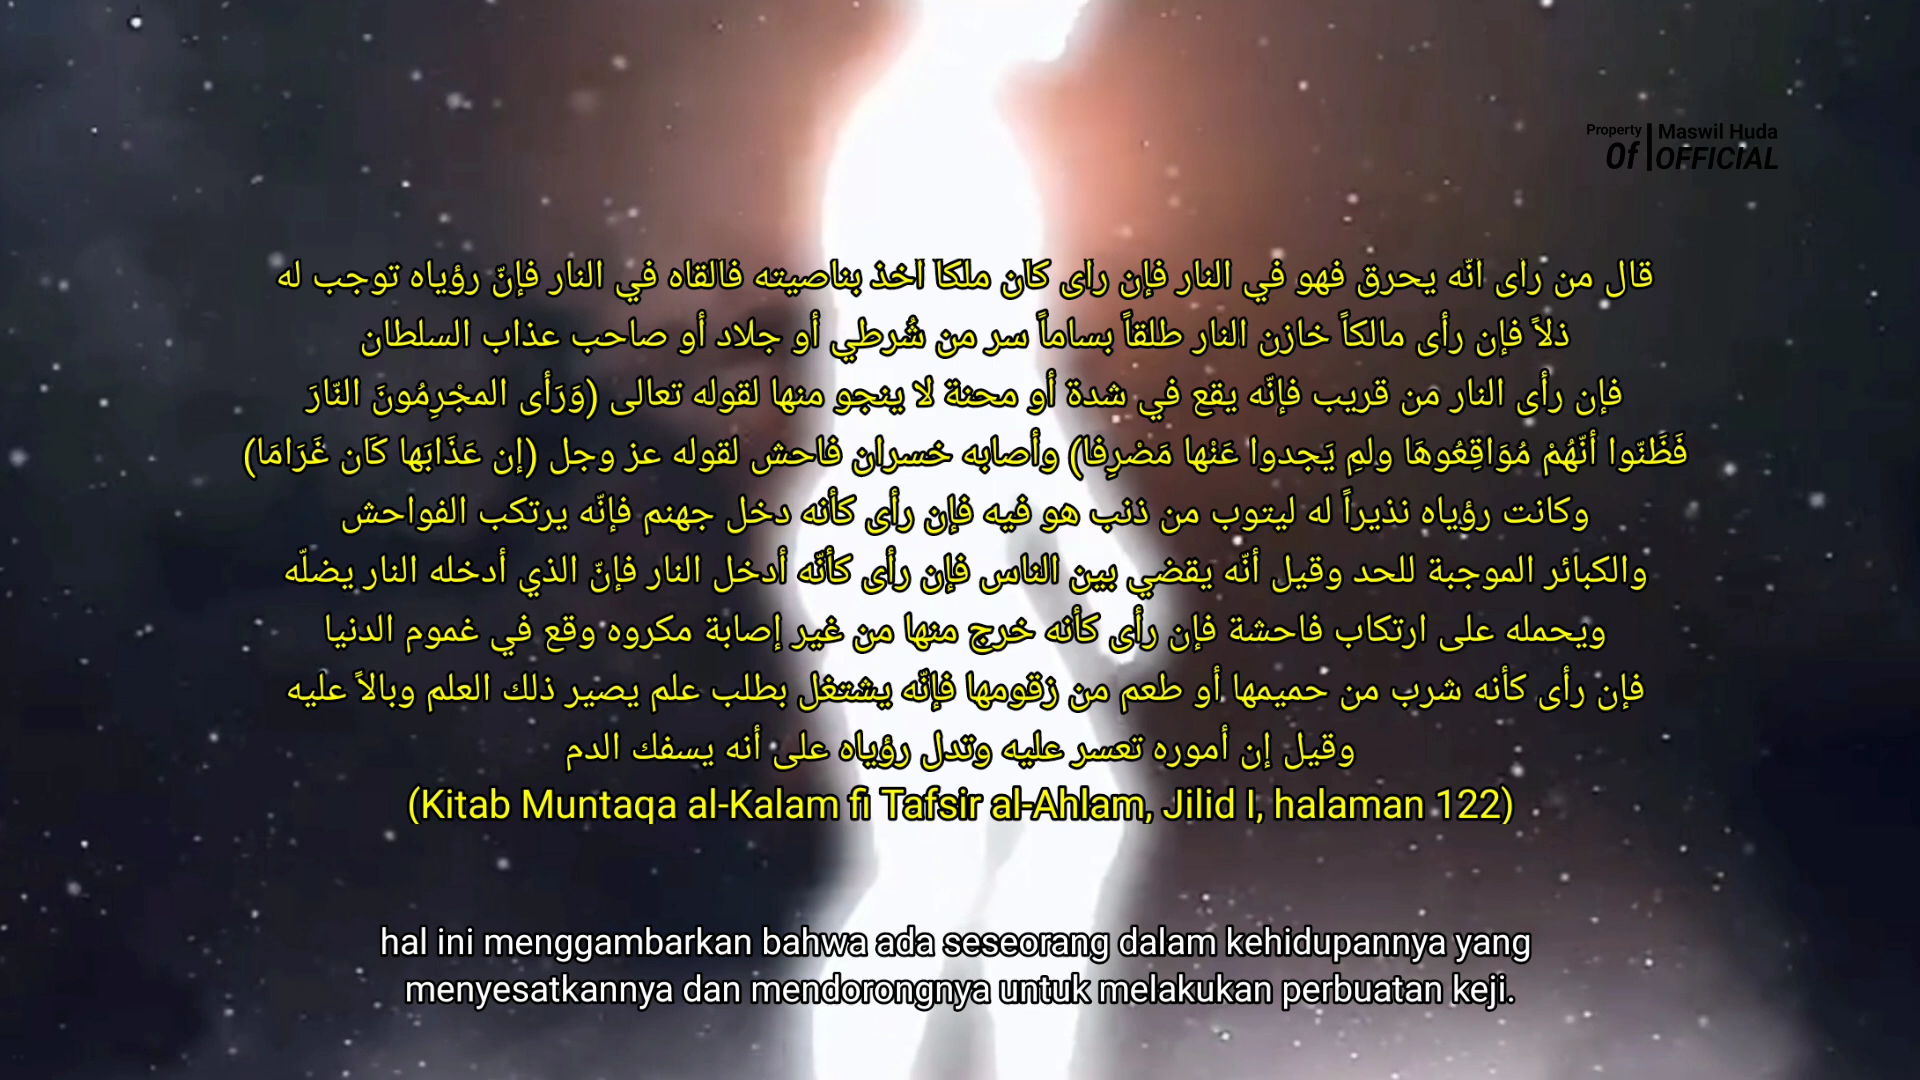 Property
Of
Maswil Huda
OFFICIAL
قال من رأى أنّه يحرق فهو في النار فإن رأى كان ملكا أخذ بناصيته فالقاه في النار فإنّ رؤياه توجب له
ذلاً فإن رأى مالكاً خازن النار طلقاً بساماً سر من شُرطي أو جلاد أو صاحب عذاب السلطان
فإن رأى النار من قريب فإنّه يقع في شدة أو محنة لا ينجو منها لقوله تعالى (وَرَأى المجْرِمُونَ النّارَ
فَظَنّوا أنّهُمْ مُوَاقِعُوهَا ولمِ يَجدوا عَنْها مَصْرِفا) وأصابه خسران فاحش لقوله عز وجل (إن عَذَابَها كَان غَرَامَا)
وكانت رؤياه نذيراً له ليتوب من ذنب هو فيه فإن رأى كأنه دخل جهنم فإنّه يرتكب الفواحش
والكبائر الموجبة للحد وقيل أنّه يقضي بين الناس فإن رأى كأنّه أدخل النار فإنّ الذي أدخله النار يضلّه
ويحمله على ارتكاب فاحشة فإن رأى كأنه خرج منها من غير إصابة مكروه وقع في غموم الدنيا
فإن رأى كأنه شرب من حميمها أو طعم من زقومها فإنّه يشتغل بطلب علم يصير ذلك العلم وبالاً عليه
وقيل إن أموره تعسر عليه وتدل رؤياه على أنه يسفك الدم
(Kitab Muntaqa al-Kalam fi Tafsir al-Ahlam, Jilid I, halaman 122)
hal ini menggambarkan bahwa ada seseorang dalam kehidupannya yang
menyesatkannya dan mendorongnya untuk melakukan perbuatan keji.